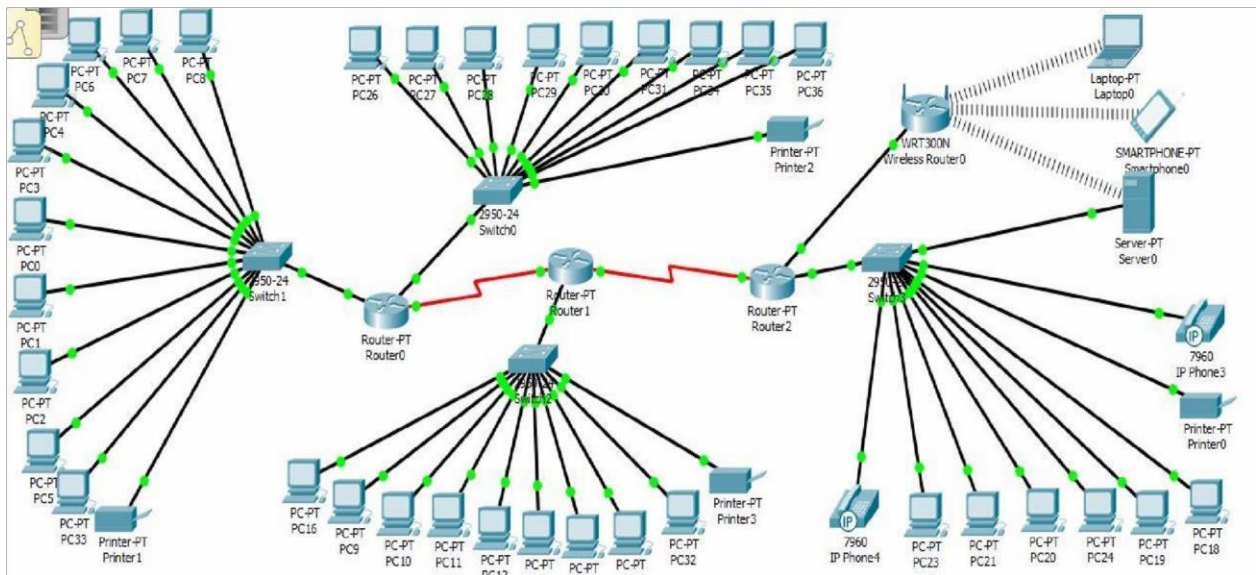 PC-PT
PC6
PC-PT
PC7
PC-PT
PC8
PC-PT
PC4
PC-PT
PC3
PC-PT
PC0
PC-PT
PC1
PC-PT
PC2
PC-PT
PC5
PC-PT
PC33
Printer-PT
Printer1
2950-24
Switch1
PC-PT
PC26
PC-PT
PC27
PC-PT
PC28
PC-PT
PC29
PC-PT
PC30
PC-PT
PC31
PC-PT
PC34
PC-PT
PC35
PC-PT
PC36
Printer-PT
Printer2
2950-24
Switch0
Router-PT
Router0
Router-PT
Router1
Router-PT
Router2
2950-24
Switch2
PC-PT
PC16
PC-PT
PC9
PC-PT
PC10
PC-PT
PC11
PC-PT
PC-PT
PC-PT
PC-PT
PC-PT
PC32
Printer-PT
Printer3
WRT300N
Wireless Router0
Laptop-PT
Laptop0
SMARTPHONE-PT
Smartphone0
Server-PT
Server0
IP
7960
IP Phone3
Printer-PT
Printer0
IP
7960
IP Phone4
PC-PT
PC23
PC-PT
PC21
PC-PT
PC20
PC-PT
PC24
PC-PT
PC19
PC-PT
PC18